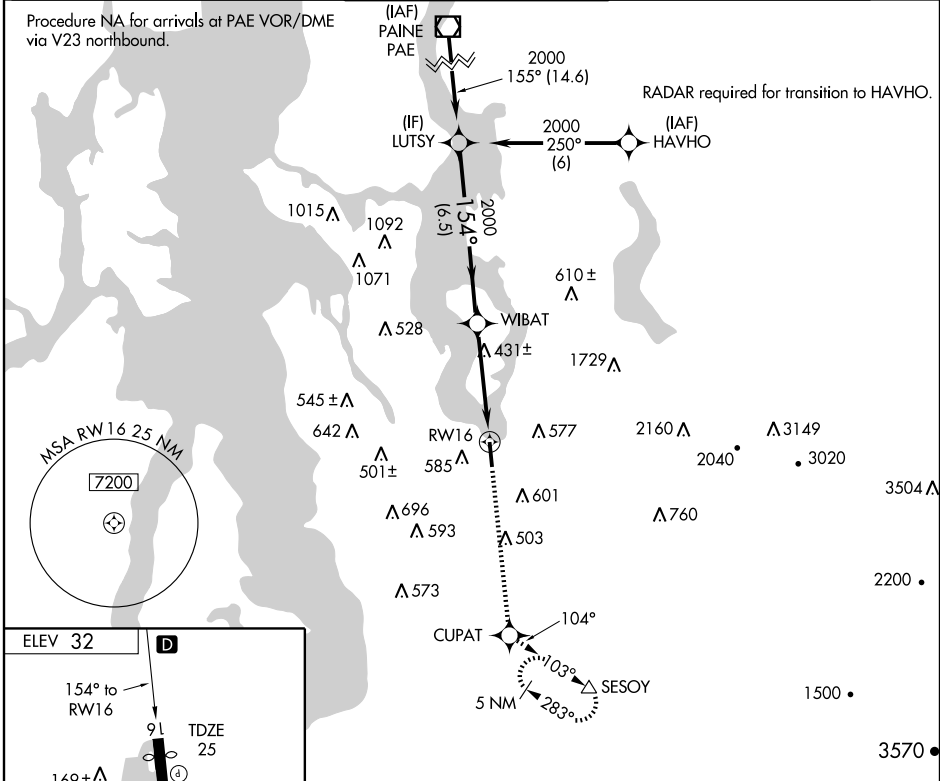 Procedure NA for arrivals at PAE VOR/DME
via V23 northbound.
(IAF)
PAINE
PAE
2000
155° (14.6)
RADAR required for transition to HAVHO.
(IF)
LUTSY
2000
250°
(6)
(IAF)
HAVHO
2000
154°
(6.5)
1015
1092
1071
610 ±
528
WIBAT
431±
1729
545 ±
642
501±
RW16
585
577
2160
2040
3149
3020
3504
MSA RW16 25 NM
7200
696
593
601
503
760
573
2200
CUPAT
104°
103°
SESOY
5 NM
283°
1500
3570
ELEV 32
D
154° to
RW16
16
TDZE
25
169±
P